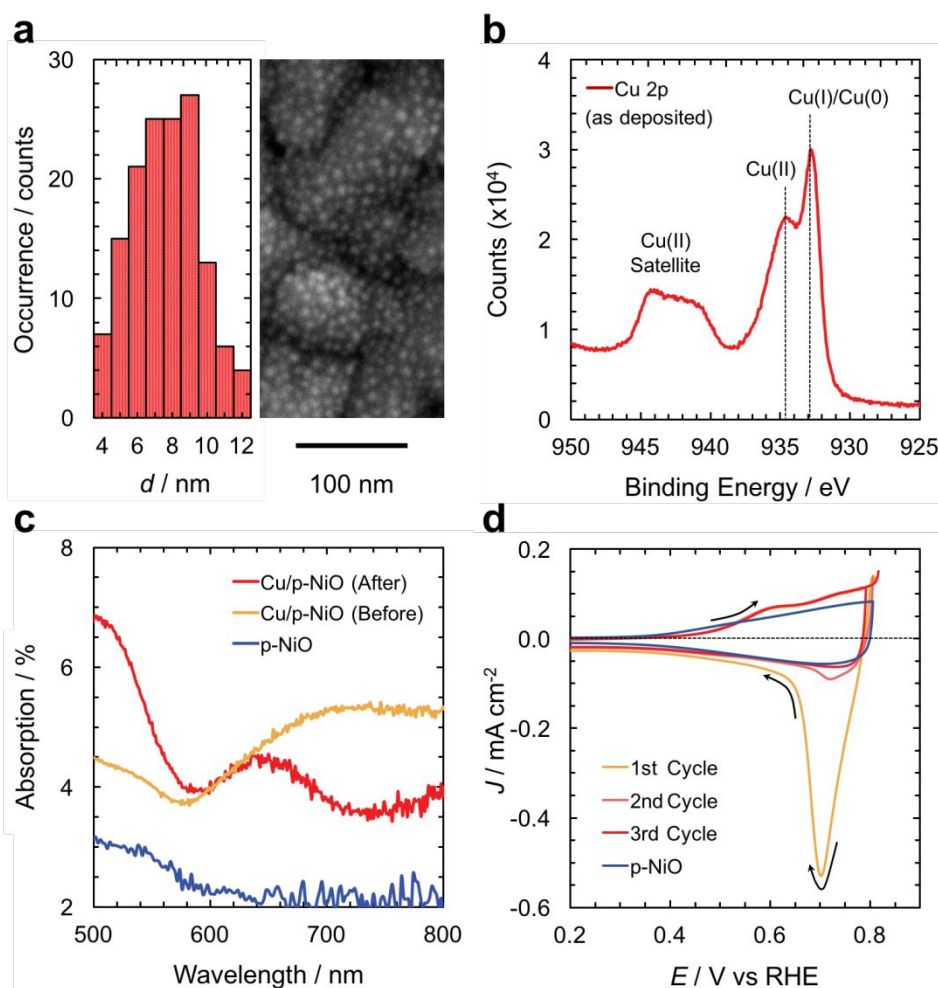 a
30
20
10
0
Occurrence / counts
4 6 8 10 12
d / nm
100 nm
b
4
3
2
1
0
Counts (x10⁴)
Cu 2p
(as deposited)
Cu(I)/Cu(0)
Cu(II)
Cu(II)
Satellite
950 945 940 935 930 925
Binding Energy / eV
c
8
6
4
2
Absorption / %
Cu/p-NiO (After)
Cu/p-NiO (Before)
p-NiO
500 600 700 800
Wavelength / nm
d
0.2
0.0
-0.2
-0.4
-0.6
J / mA cm⁻²
1st Cycle
2nd Cycle
3rd Cycle
p-NiO
0.2 0.4 0.6 0.8
E / V vs RHE